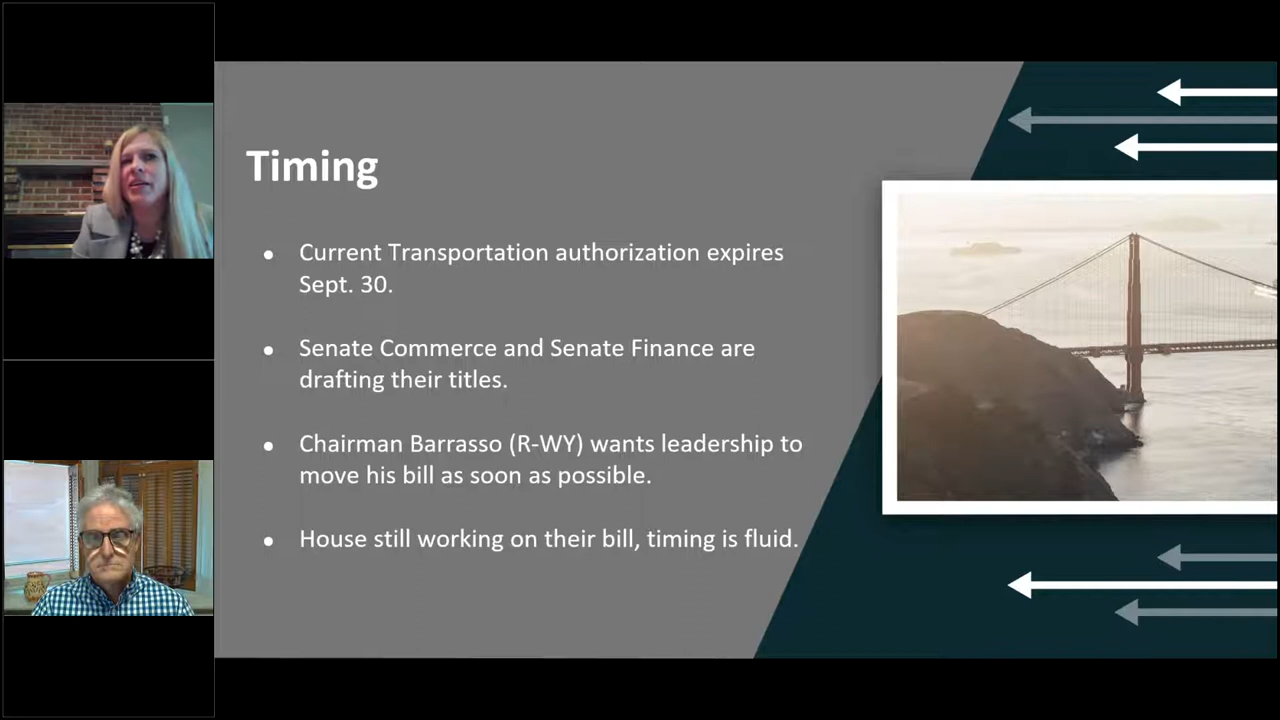 Timing
● Current Transportation authorization expires
Sept. 30.
● Senate Commerce and Senate Finance are
drafting their titles.
● Chairman Barrasso (R-WY) wants leadership to
move his bill as soon as possible.
● House still working on their bill, timing is fluid.